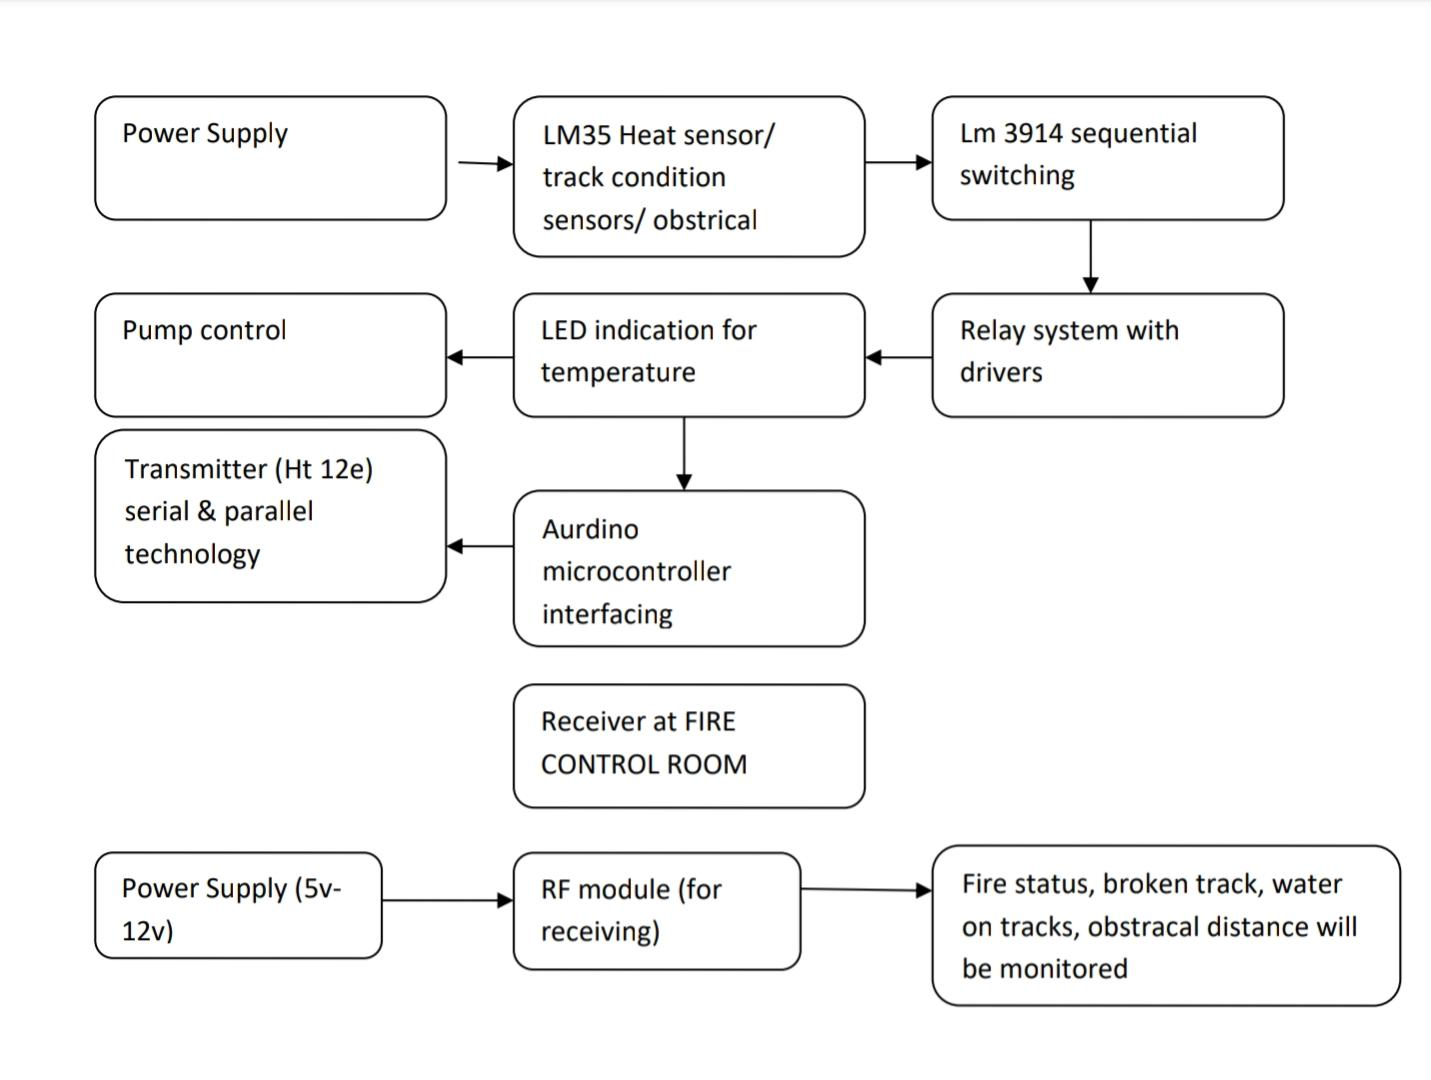 Power Supply
LM35 Heat sensor/
track condition
sensors/ obstrical
Lm 3914 sequential
switching
Pump control
LED indication for
temperature
Relay system with
drivers
Transmitter (Ht 12e)
serial & parallel
technology
Aurdino
microcontroller
interfacing
Receiver at FIRE
CONTROL ROOM
Power Supply (5v-
12v)
RF module (for
receiving)
Fire status, broken track, water
on tracks, obstracal distance will
be monitored